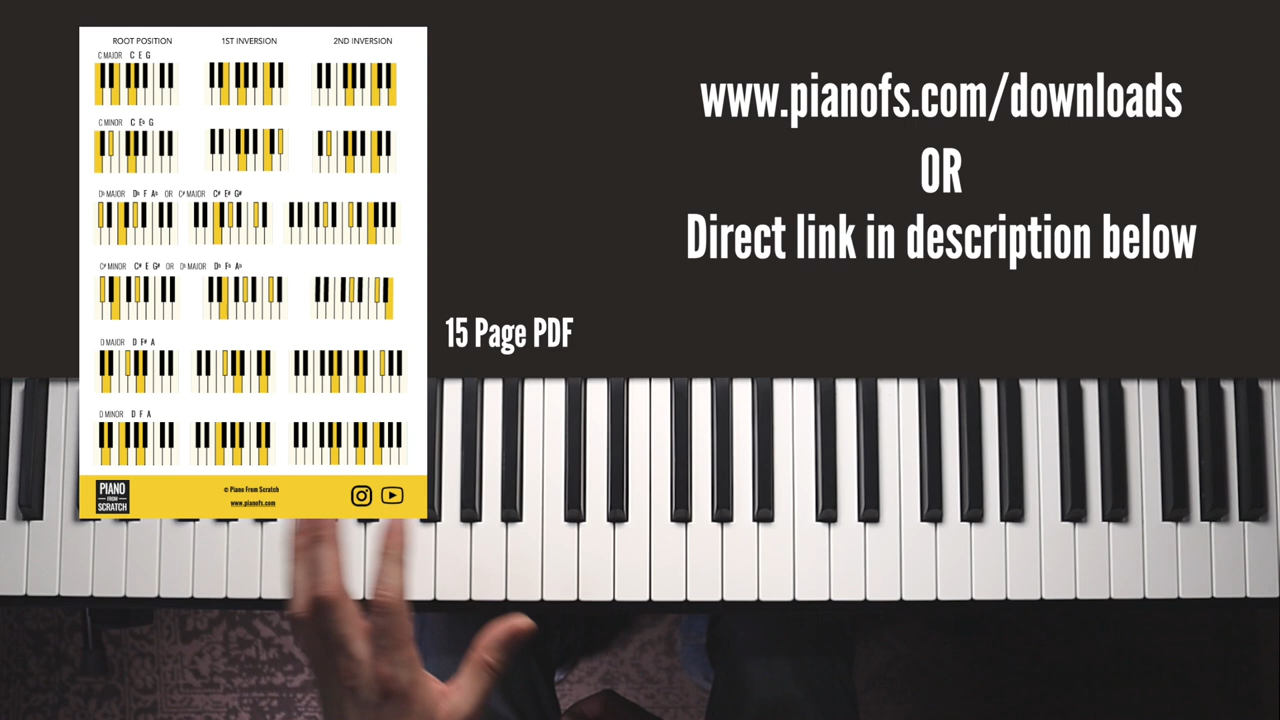 ROOT POSITION 1ST INVERSION 2ND INVERSION
C MAJOR C E G
C MINOR C E♭ G
D♭ MAJOR D♭ F A♭ OR C# MAJOR C# E# G#
C# MINOR C# E G# OR D♭ MAJOR D♭ F♭ A♭
D MAJOR D F# A
D MINOR D F A
PIANO
FROM
SCRATCH
© Piano From Scratch
www.pianofs.com
15 Page PDF
www.pianofs.com/downloads
OR
Direct link in description below